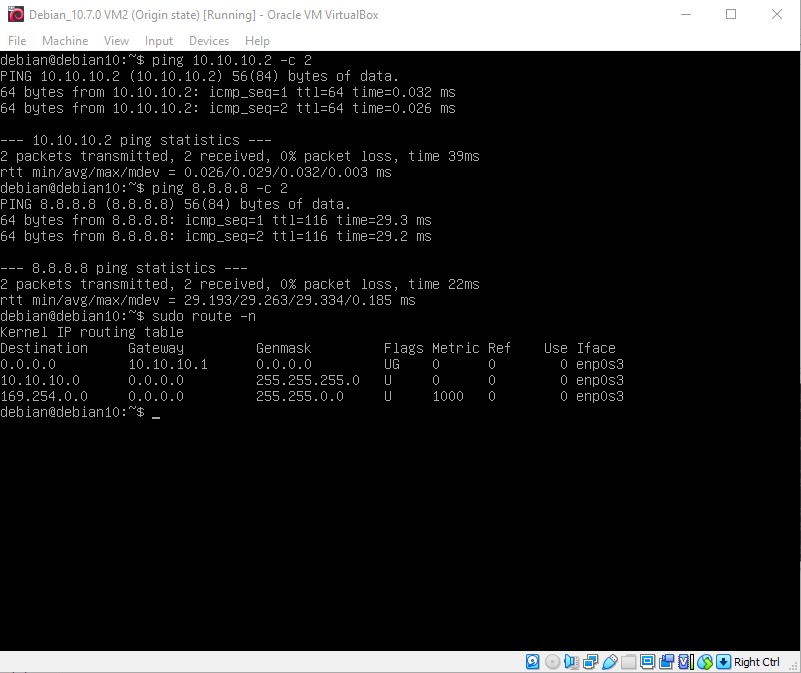 Debian_10.7.0 VM2 (Origin state) [Running] - Oracle VM VirtualBox
File Machine View Input Devices Help
debian@debian10:~$ ping 10.10.10.2 -c 2
PING 10.10.10.2 (10.10.10.2) 56(84) bytes of data.
64 bytes from 10.10.10.2: icmp_seq=1 ttl=64 time=0.032 ms
64 bytes from 10.10.10.2: icmp_seq=2 ttl=64 time=0.026 ms
--- 10.10.10.2 ping statistics ---
2 packets transmitted, 2 received, 0% packet loss, time 39ms
rtt min/avg/max/mdev = 0.026/0.029/0.032/0.003 ms
debian@debian10:~$ ping 8.8.8.8 -c 2
PING 8.8.8.8 (8.8.8.8) 56(84) bytes of data.
64 bytes from 8.8.8.8: icmp_seq=1 ttl=116 time=29.3 ms
64 bytes from 8.8.8.8: icmp_seq=2 ttl=116 time=29.2 ms
--- 8.8.8.8 ping statistics ---
2 packets transmitted, 2 received, 0% packet loss, time 22ms
rtt min/avg/max/mdev = 29.193/29.263/29.334/0.185 ms
debian@debian10:~$ sudo route -n
Kernel IP routing table
Destination     Gateway         Genmask         Flags Metric Ref    Use Iface
0.0.0.0         10.10.10.1      0.0.0.0         UG    0      0        0 enp0s3
10.10.10.0      0.0.0.0         255.255.255.0   U     0      0        0 enp0s3
169.254.0.0     0.0.0.0         255.255.0.0     U     1000   0        0 enp0s3
debian@debian10:~$ _
Right Ctrl